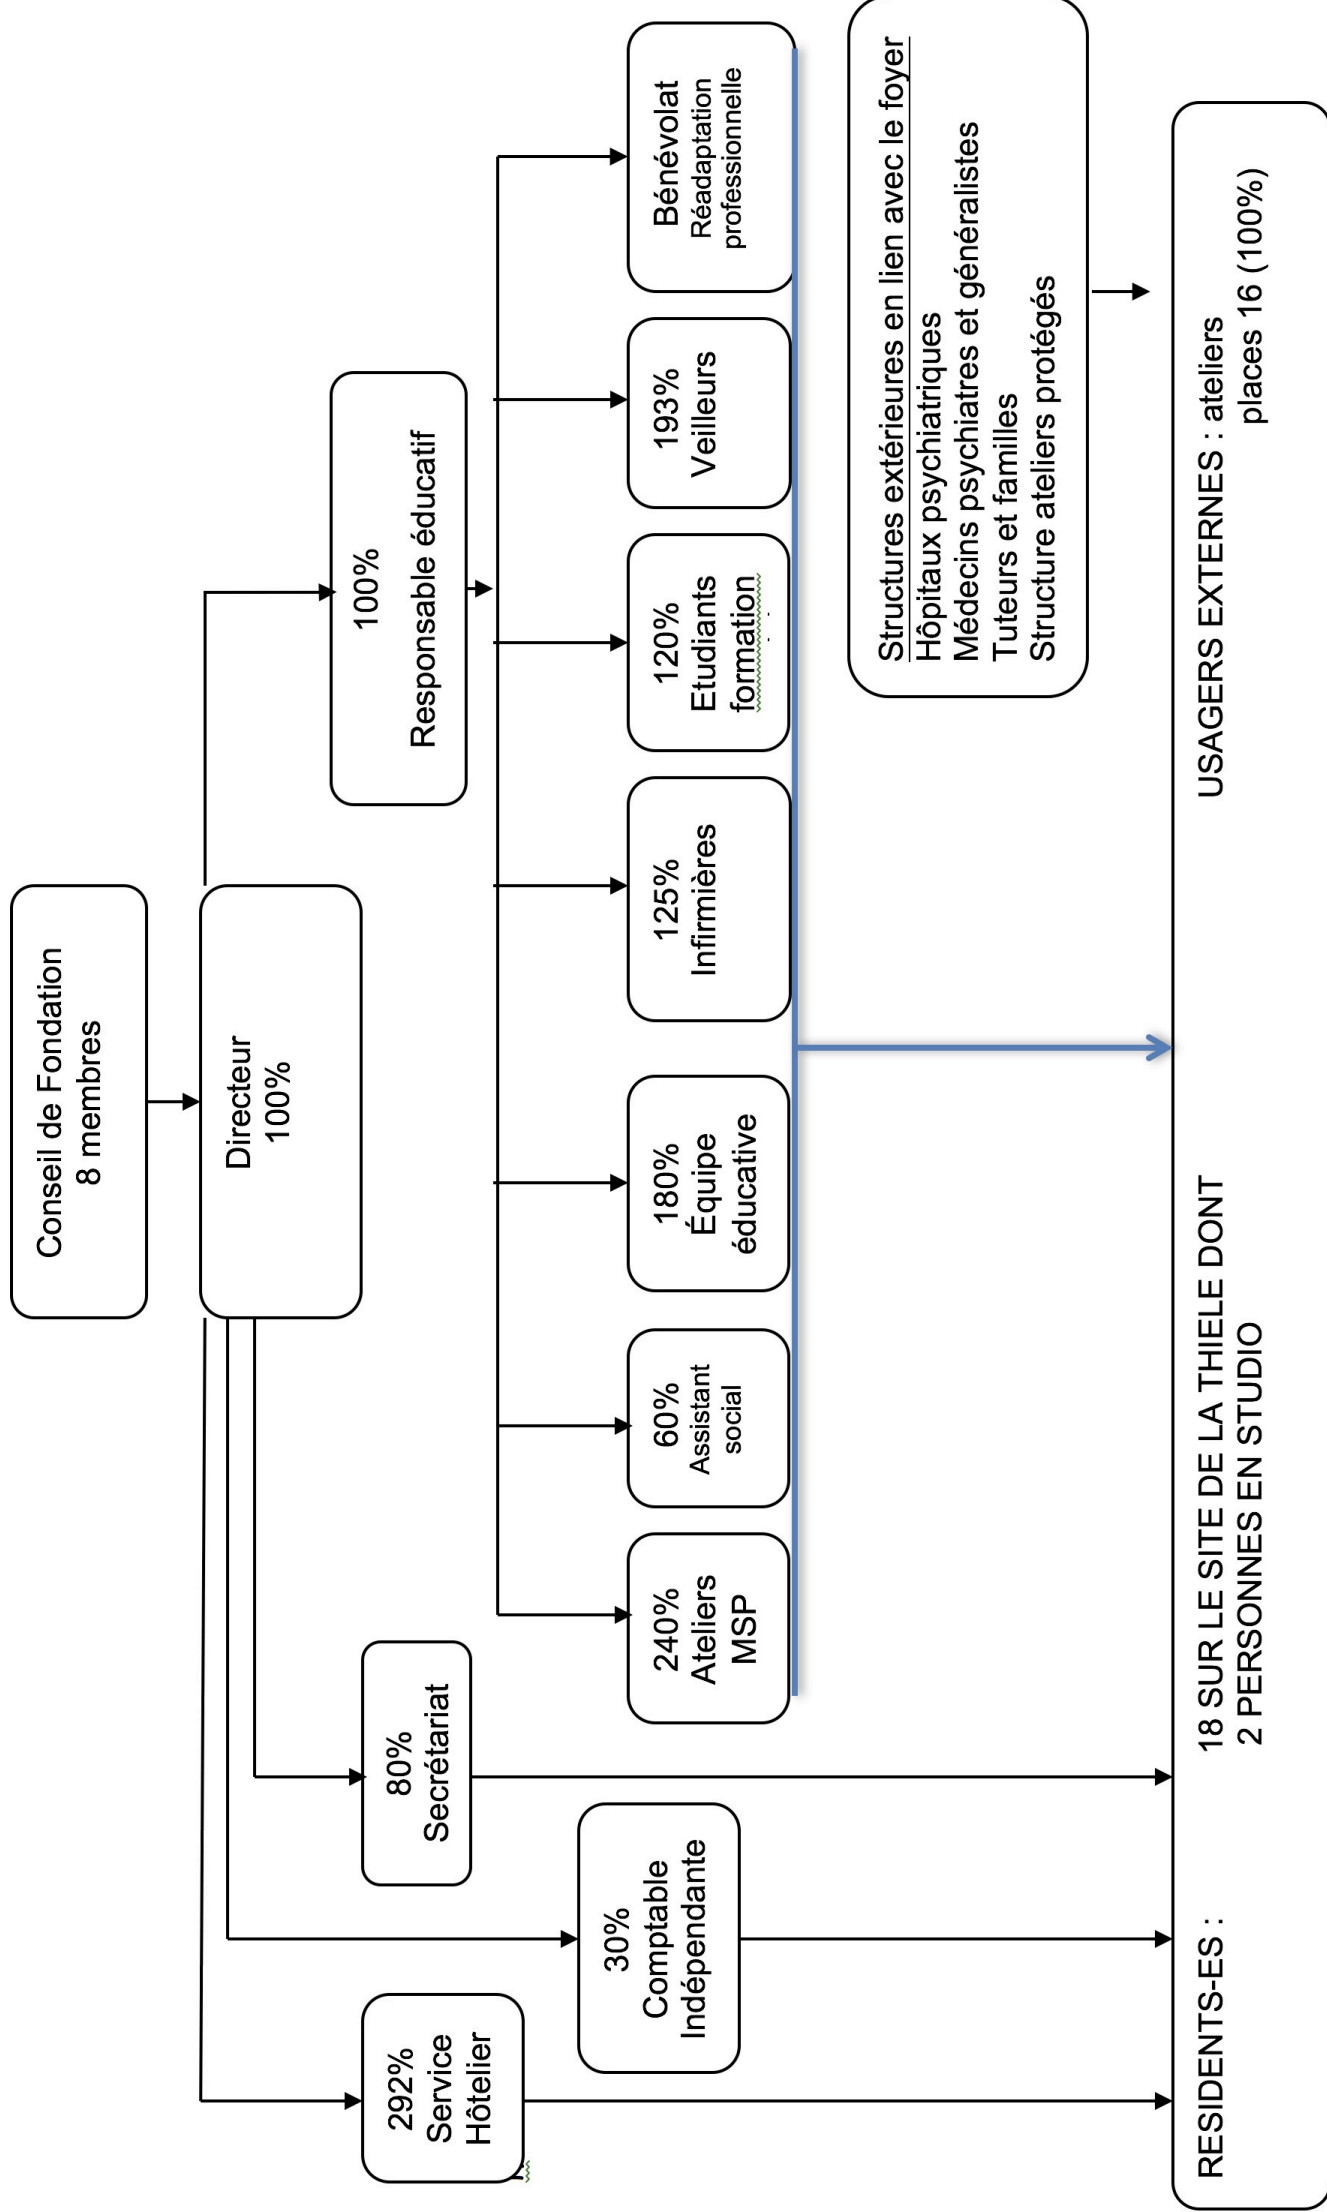 Conseil de Fondation
8 membres
Directeur
100%
100%
Responsable éducatif
292%
Service
Hôtelier
80%
Secrétariat
30%
Comptable
Indépendante
240%
Ateliers
MSP
60%
Assistant
social
180%
Équipe
éducative
125%
Infirmières
120%
Etudiants
formation
193%
Veilleurs
Bénévolat
Réadaptation
professionnelle
Structures extérieures en lien avec le foyer
Hôpitaux psychiatriques
Médecins psychiatres et généralistes
Tuteurs et familles
Structure ateliers protégés
RESIDENTS-ES : 18 SUR LE SITE DE LA THIELE DONT USAGERS EXTERNES : ateliers
2 PERSONNES EN STUDIO places 16 (100%)